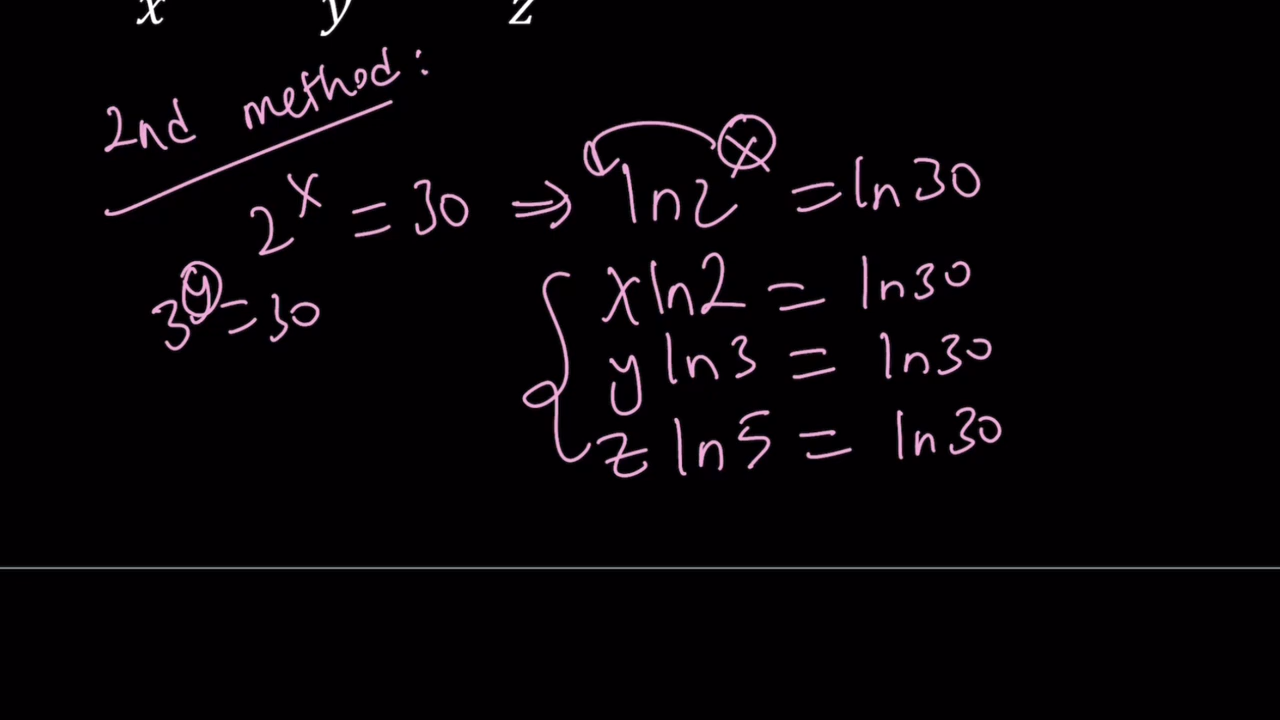 x y z
2nd method:
2^x = 30 ⇒ ln2^x = ln30
3^y = 30
x ln2 = ln30
y ln3 = ln30
z ln5 = ln30